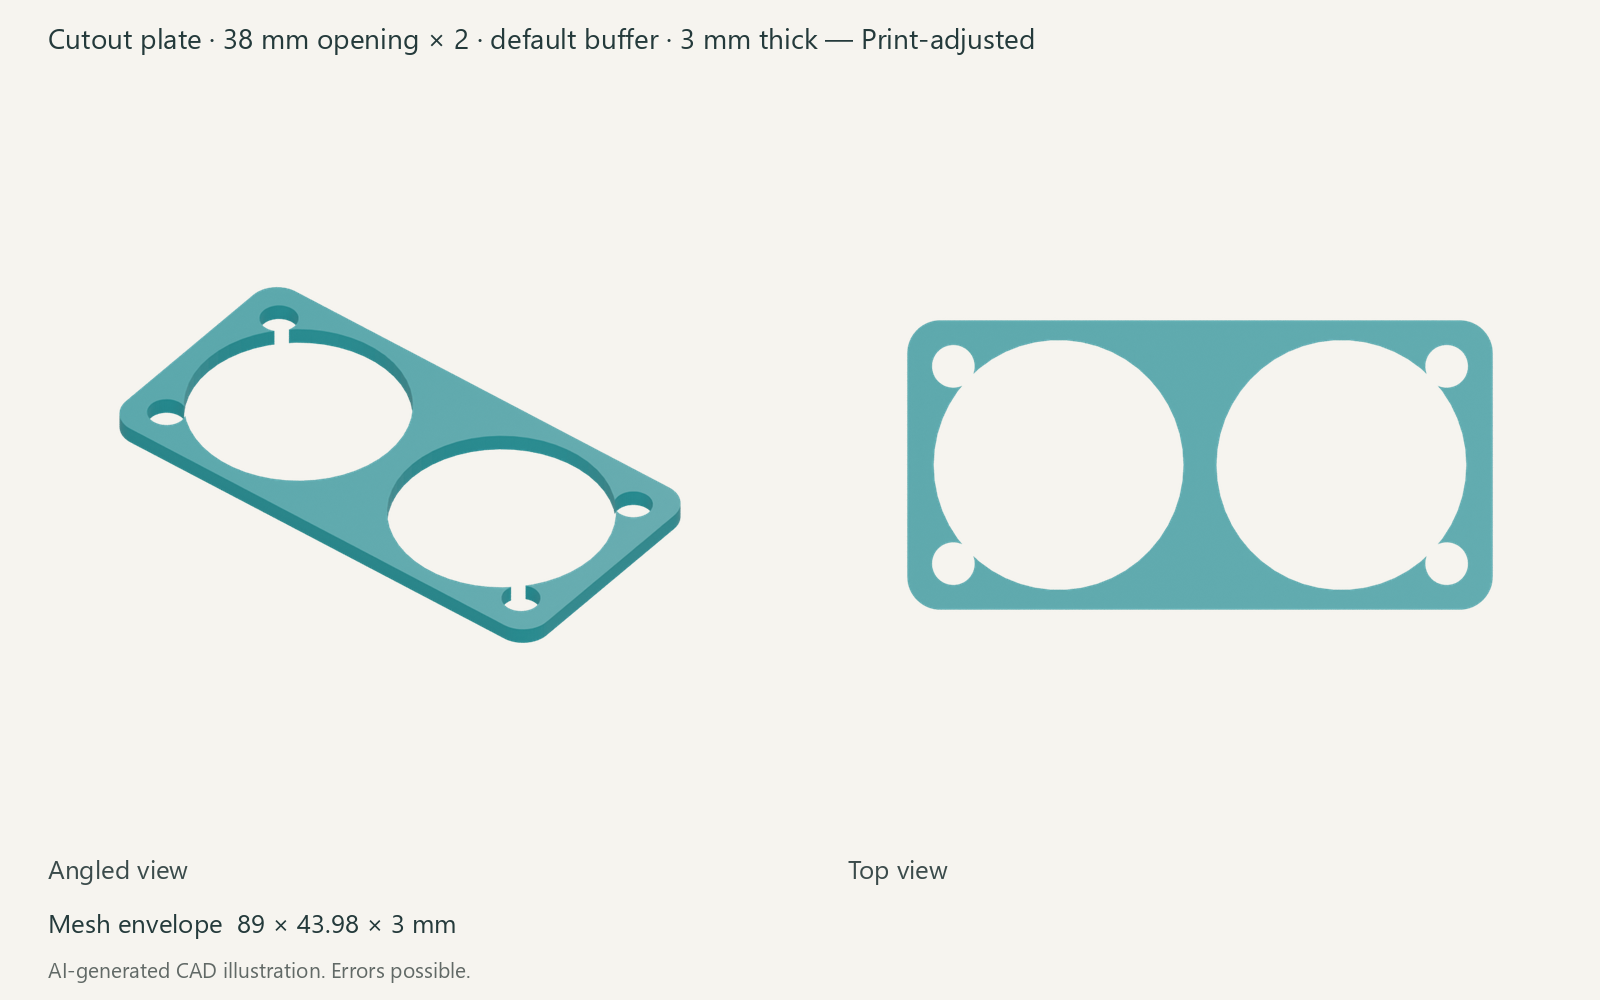 Cutout plate · 38 mm opening × 2 · default buffer · 3 mm thick — Print-adjusted
Angled view
Top view
Mesh envelope  89 × 43.98 × 3 mm
AI-generated CAD illustration. Errors possible.